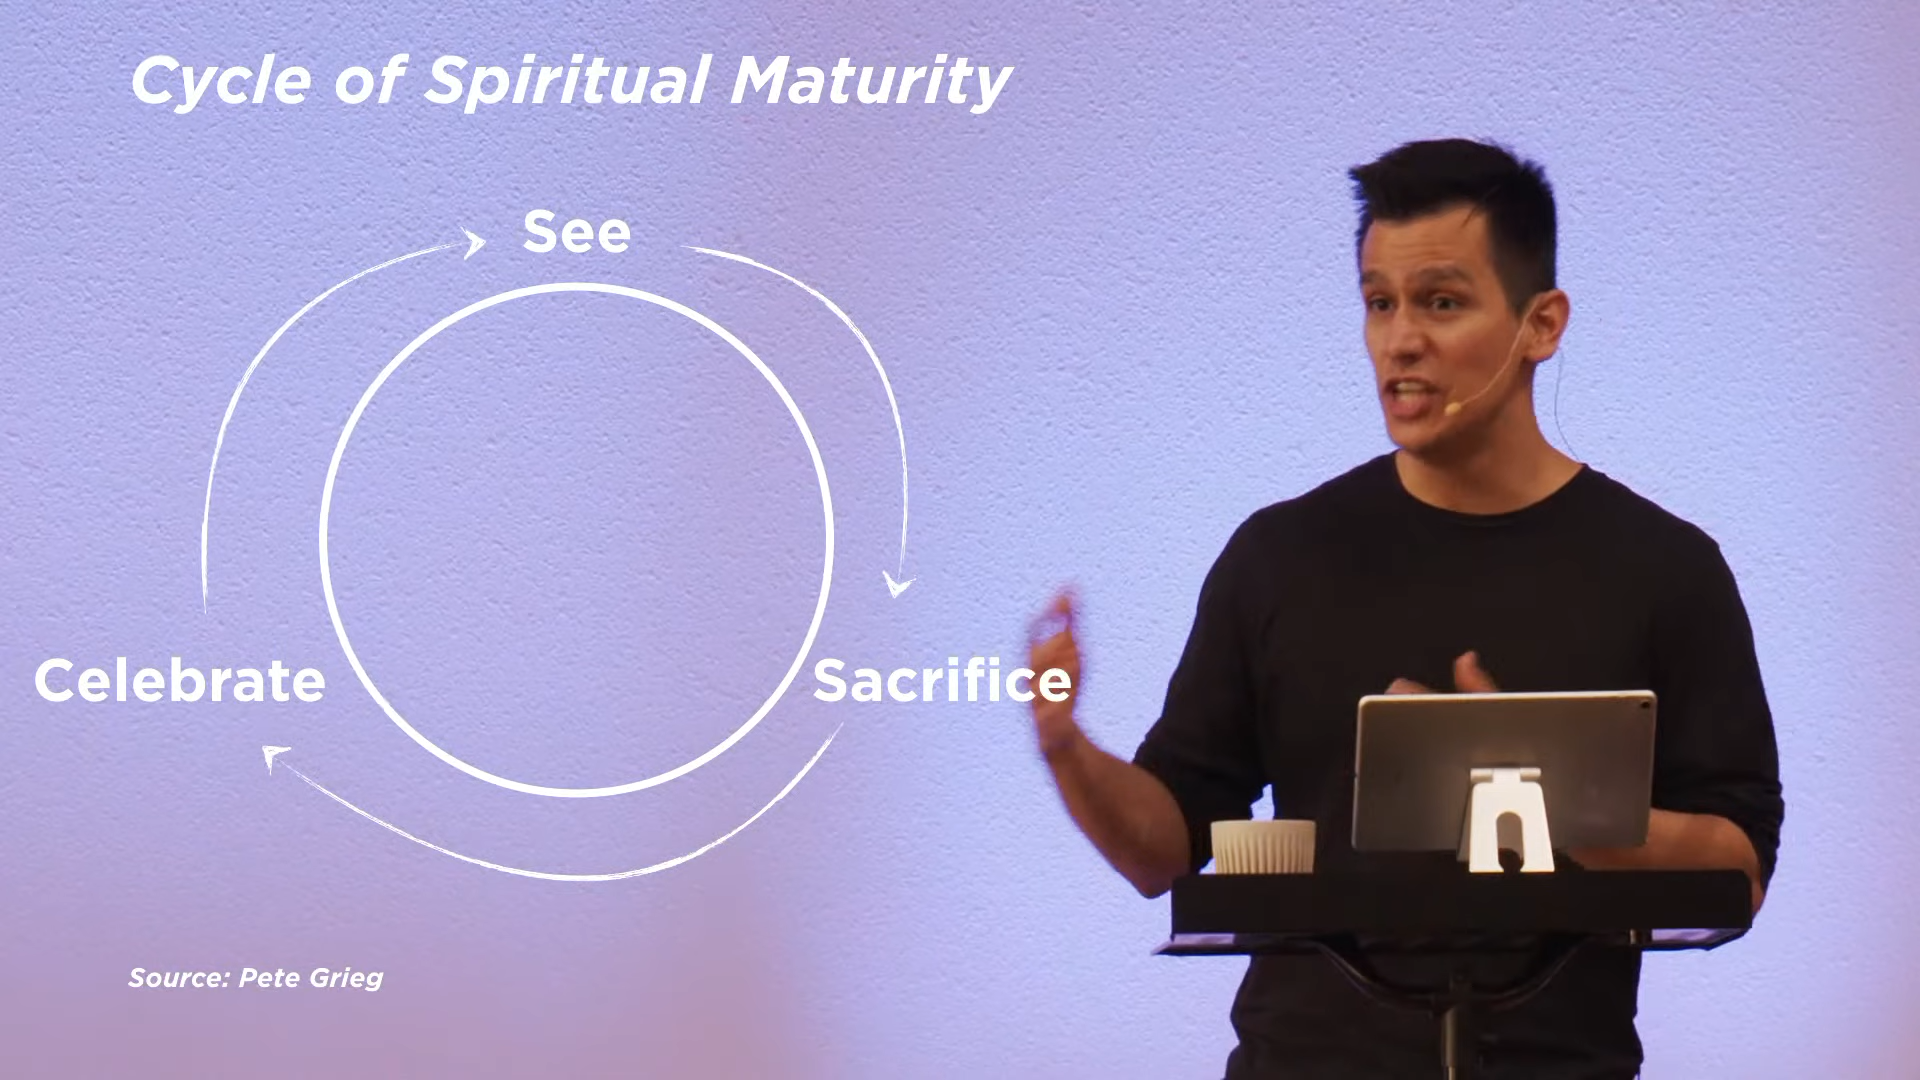 Cycle of Spiritual Maturity
See
Celebrate
Sacrifice
Source: Pete Grieg